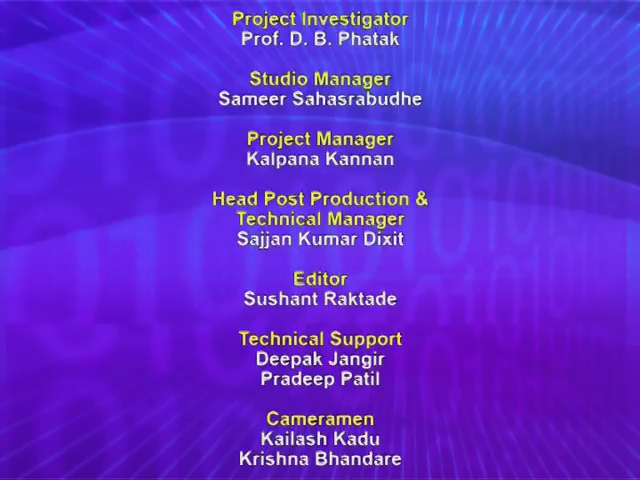 Project Investigator
Prof. D. B. Phatak
Studio Manager
Sameer Sahasrabudhe
Project Manager
Kalpana Kannan
Head Post Production &
Technical Manager
Sajjan Kumar Dixit
Editor
Sushant Raktade
Technical Support
Deepak Jangir
Pradeep Patil
Cameramen
Kailash Kadu
Krishna Bhandare